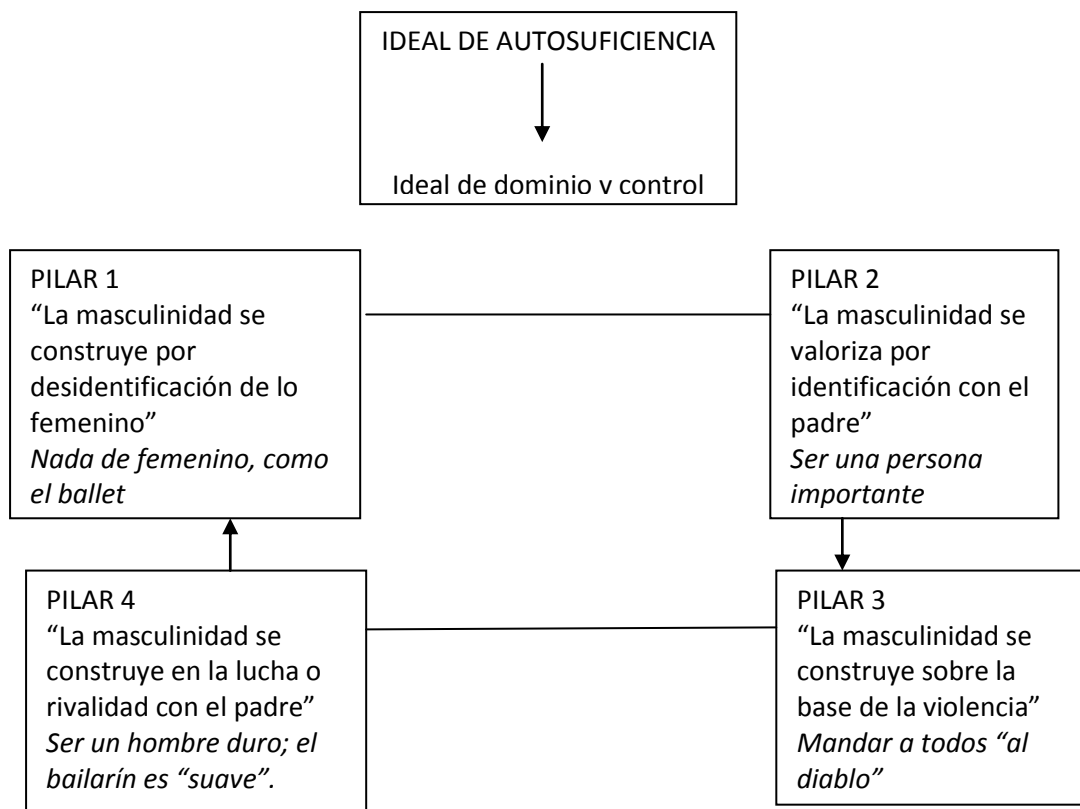 IDEAL DE AUTOSUFICIENCIA
Ideal de dominio y control
PILAR 1
“La masculinidad se
construye por
desidentificación de lo
femenino”
Nada de femenino, como
el ballet
PILAR 2
“La masculinidad se
valoriza por
identificación con el
padre”
Ser una persona
importante
PILAR 4
“La masculinidad se
construye en la lucha o
rivalidad con el padre”
Ser un hombre duro; el
bailarín es “suave”.
PILAR 3
“La masculinidad se
construye sobre la
base de la violencia”
Mandar a todos “al
diablo”